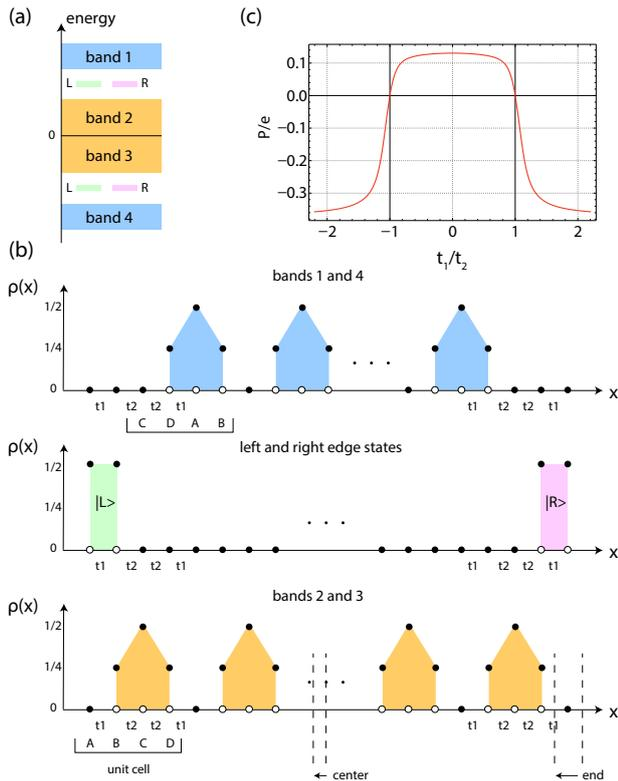 (a)
energy
band 1
L R
band 2
0
band 3
L R
band 4
(c)
P/e
0.1
0.0
−0.1
−0.2
−0.3
−2 −1 0 1 2
t1/t2
(b)
bands 1 and 4
ρ(x)
1/2
1/4
0
x
t1 t2 t2 t1 t1 t2 t2 t1
C D A B
. . .
left and right edge states
ρ(x)
1/2
1/4
0
|L> |R>
. . .
x
t1 t2 t2 t1 t1 t2 t2 t1
bands 2 and 3
ρ(x)
1/2
1/4
0
. . .
x
t1 t2 t2 t1 t1 t2 t2 t1
A B C D
unit cell
← center
← end